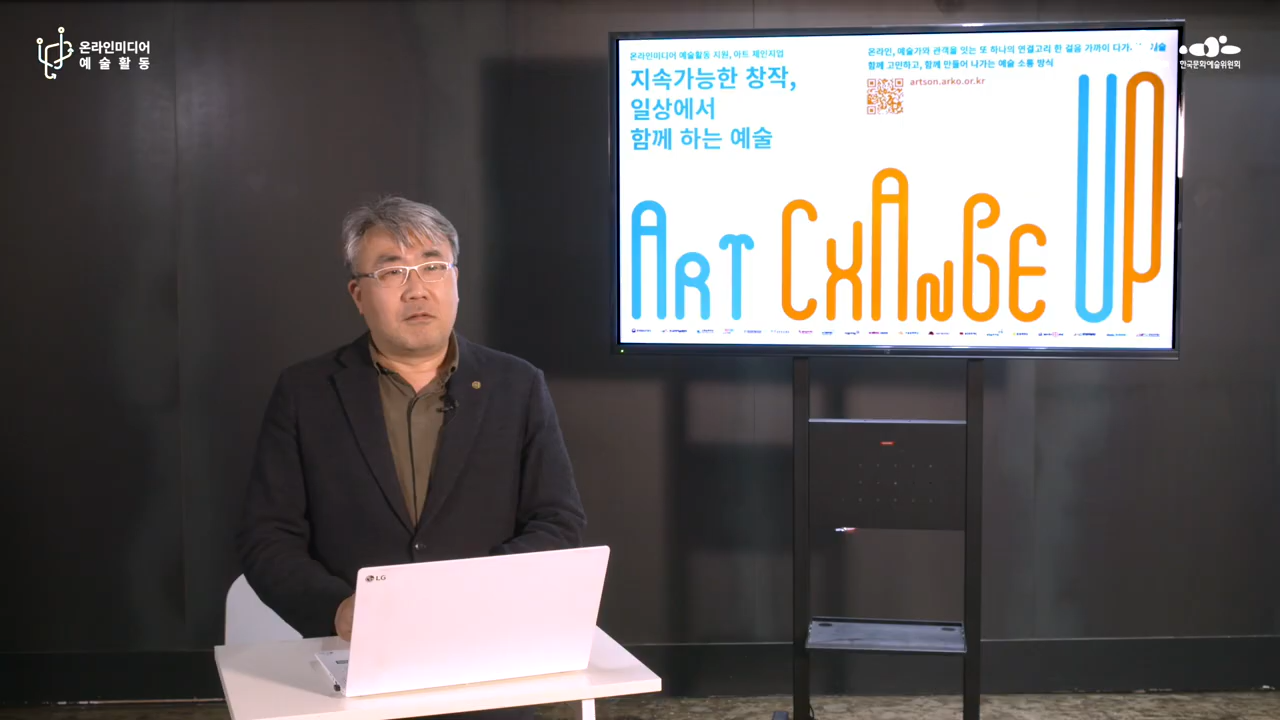 온라인미디어
예술활동
온라인미디어 예술활동 지원, 아트 체인지업
지속가능한 창작,
일상에서
함께 하는 예술
온라인, 예술가와 관객을 잇는 또 하나의 연결고리 한 걸음 가까이 다가
함께 고민하고, 함께 만들어 나가는 예술 소통 방식
artson.arko.or.kr
한국문화예술위원회
ART CHANGE UP
LG